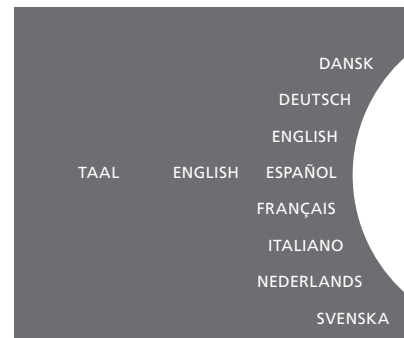 DANSK
DEUTSCH
ENGLISH
TAAL ENGLISH ESPAÑOL
FRANÇAIS
ITALIANO
NEDERLANDS
SVENSKA